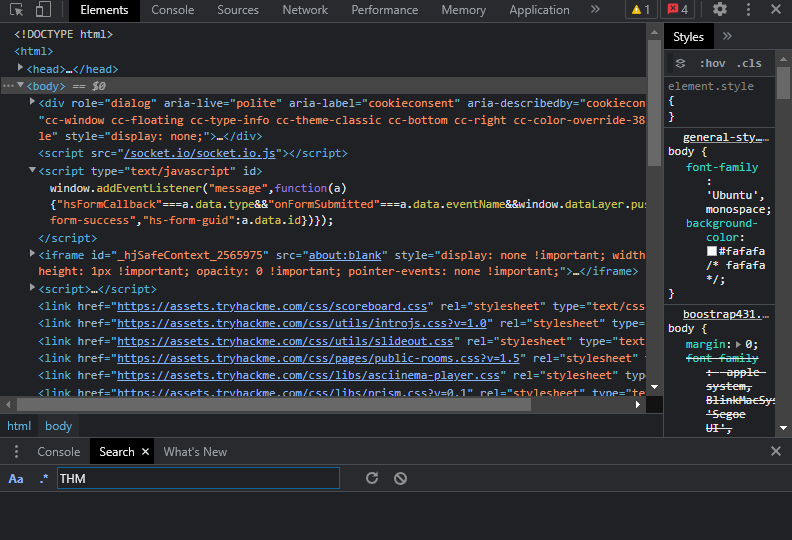 Elements Console Sources Network Performance Memory Application » 1 4
<!DOCTYPE html>
<html>
<head>…</head>
<body> == $0
<div role="dialog" aria-live="polite" aria-label="cookieconsent" aria-describedby="cookiecon
"cc-window cc-floating cc-type-info cc-theme-classic cc-bottom cc-right cc-color-override-38
le" style="display: none;">…</div>
<script src="/socket.io/socket.io.js"></script>
<script type="text/javascript" id>
window.addEventListener("message",function(a)
{"hsFormCallback"===a.data.type&&"onFormSubmitted"===a.data.eventName&&window.dataLayer.pus
form-success","hs-form-guid":a.data.id})});
</script>
<iframe id="_hjSafeContext_2565975" src="about:blank" style="display: none !important; width
height: 1px !important; opacity: 0 !important; pointer-events: none !important;">…</iframe>
<script>…</script>
<link href="https://assets.tryhackme.com/css/scoreboard.css" rel="stylesheet" type="text/css
<link href="https://assets.tryhackme.com/css/utils/introjs.css?v=1.0" rel="stylesheet" type=
<link href="https://assets.tryhackme.com/css/utils/slideout.css" rel="stylesheet" type="text
<link href="https://assets.tryhackme.com/css/pages/public-rooms.css?v=1.5" rel="stylesheet"
<link href="https://assets.tryhackme.com/css/libs/asciinema-player.css" rel="stylesheet" typ
<link href="https://assets.tryhackme.com/css/libs/prism.css?v=0.1" rel="stylesheet" type="te
html body
Styles »
:hov .cls
element.style
{
}
general-sty…
body {
font-family
:
'Ubuntu',
monospace;
background-
color:
#fafafa
/* fafafa
*/;
}
boostrap431.…
body {
margin: 0;
font-family
: -apple-
system,
BlinkMacSys
'Segoe
UI',
Console Search × What's New
Aa .* THM